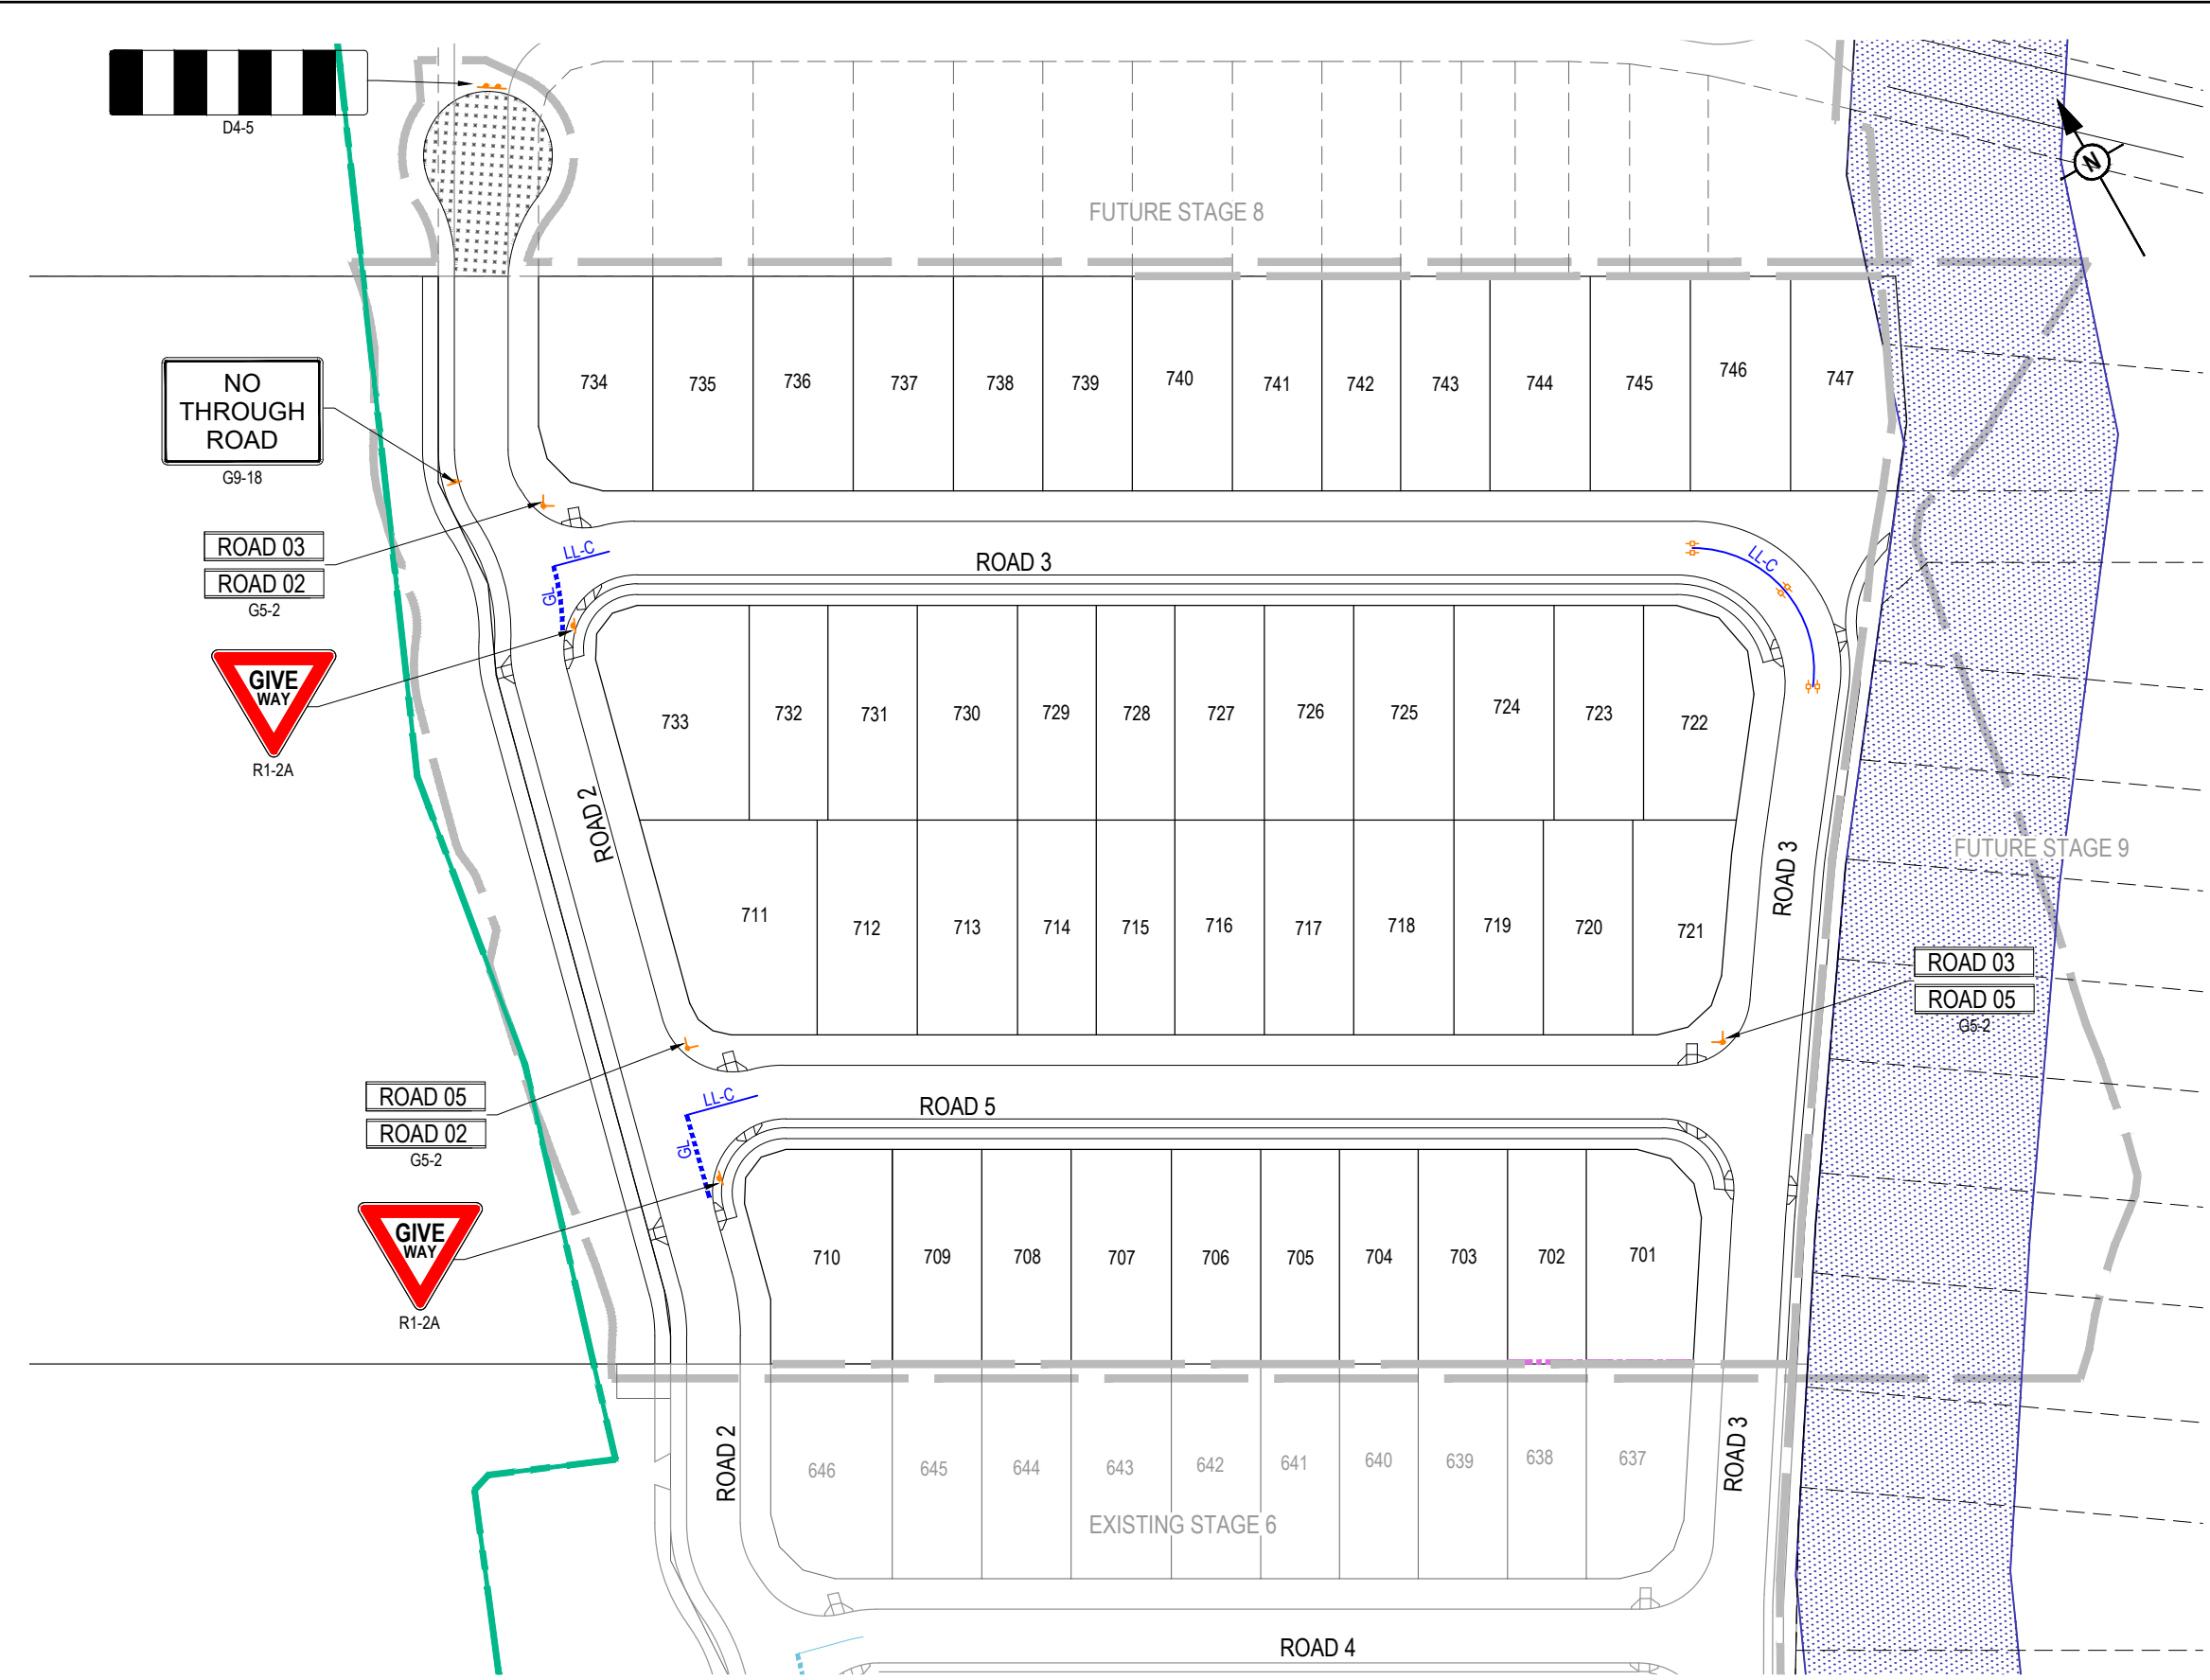 D4-5
N
FUTURE STAGE 8
NO
THROUGH
ROAD
G9-18
734
735
736
737
738
739
740
741
742
743
744
745
746
747
ROAD 03
ROAD 02
G5-2
LL-C
GL
ROAD 3
LL-C
GIVE
WAY
R1-2A
733
732
731
730
729
728
727
726
725
724
723
722
ROAD 2
ROAD 3
FUTURE STAGE 9
711
712
713
714
715
716
717
718
719
720
721
ROAD 03
ROAD 05
G5-2
ROAD 05
ROAD 02
G5-2
LL-C
GL
ROAD 5
GIVE
WAY
R1-2A
710
709
708
707
706
705
704
703
702
701
ROAD 2
ROAD 3
646
645
644
643
642
641
640
639
638
637
EXISTING STAGE 6
ROAD 4